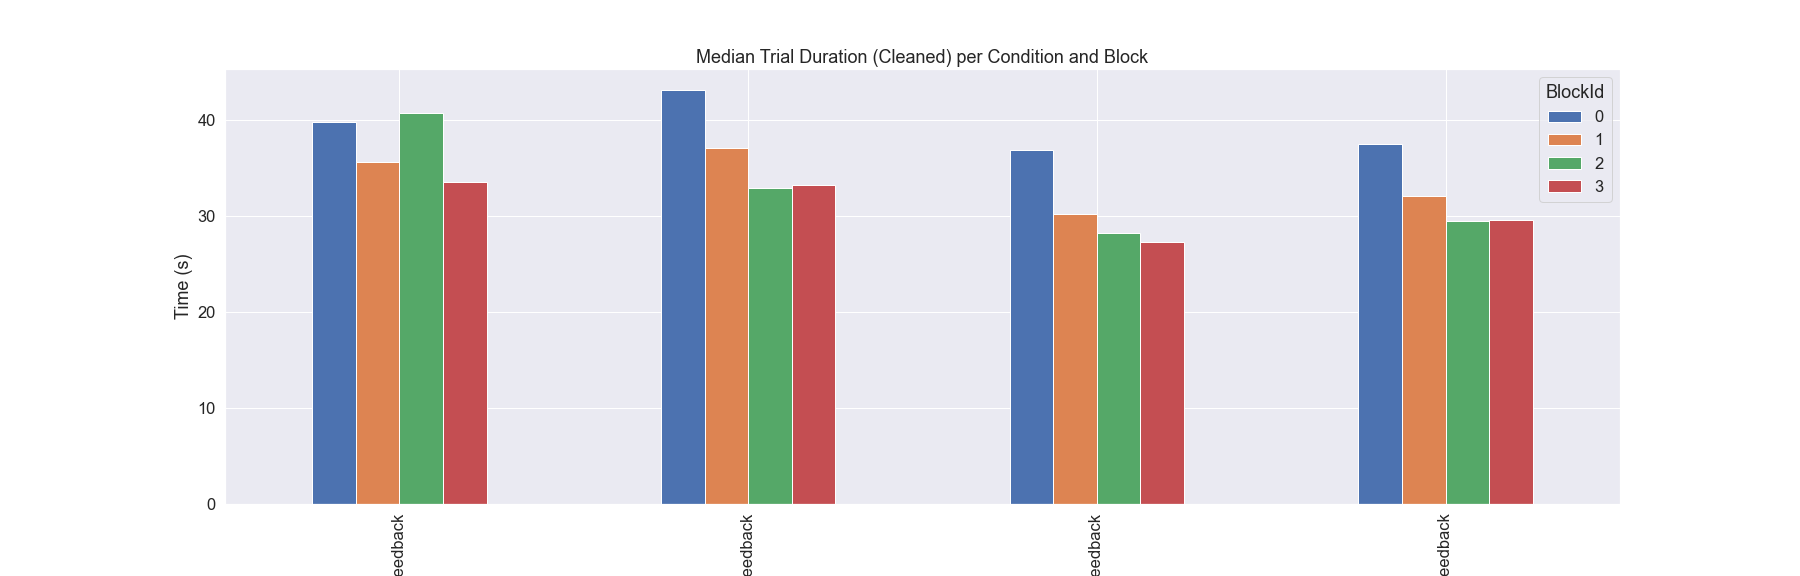 Median Trial Duration (Cleaned) per Condition and Block
BlockId
0
1
2
3
Time (s)
40
30
20
10
0
eedback
eedback
eedback
eedback